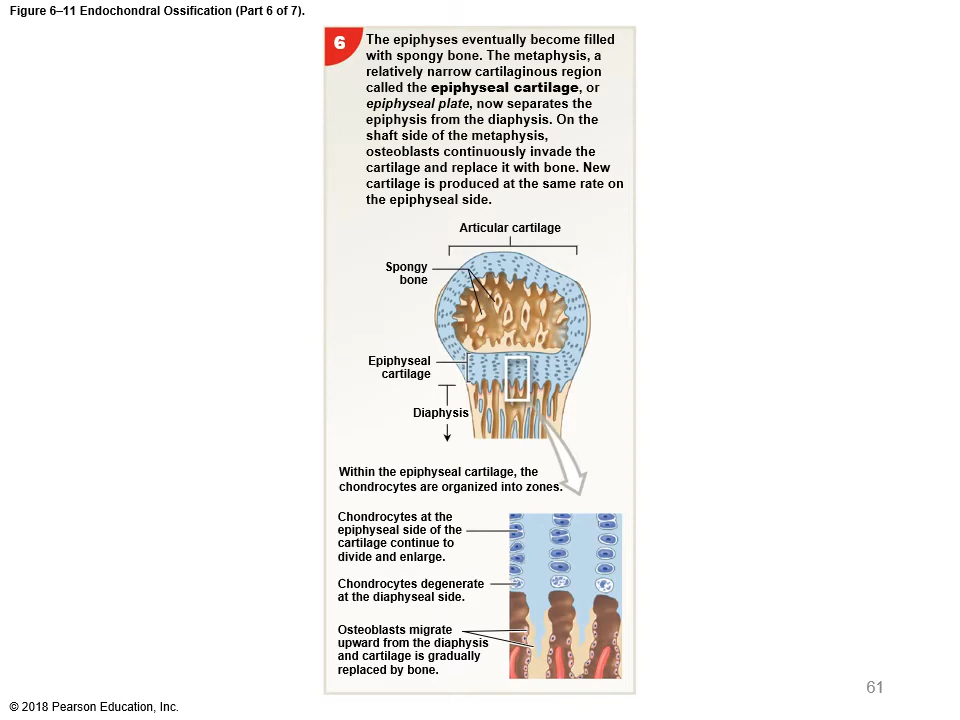 Figure 6–11 Endochondral Ossification (Part 6 of 7).
6
The epiphyses eventually become filled
with spongy bone. The metaphysis, a
relatively narrow cartilaginous region
called the epiphyseal cartilage, or
epiphyseal plate, now separates the
epiphysis from the diaphysis. On the
shaft side of the metaphysis,
osteoblasts continuously invade the
cartilage and replace it with bone. New
cartilage is produced at the same rate on
the epiphyseal side.
Articular cartilage
Spongy
bone
Epiphyseal
cartilage
Diaphysis
Within the epiphyseal cartilage, the
chondrocytes are organized into zones.
Chondrocytes at the
epiphyseal side of the
cartilage continue to
divide and enlarge.
Chondrocytes degenerate
at the diaphyseal side.
Osteoblasts migrate
upward from the diaphysis
and cartilage is gradually
replaced by bone.
61
© 2018 Pearson Education, Inc.